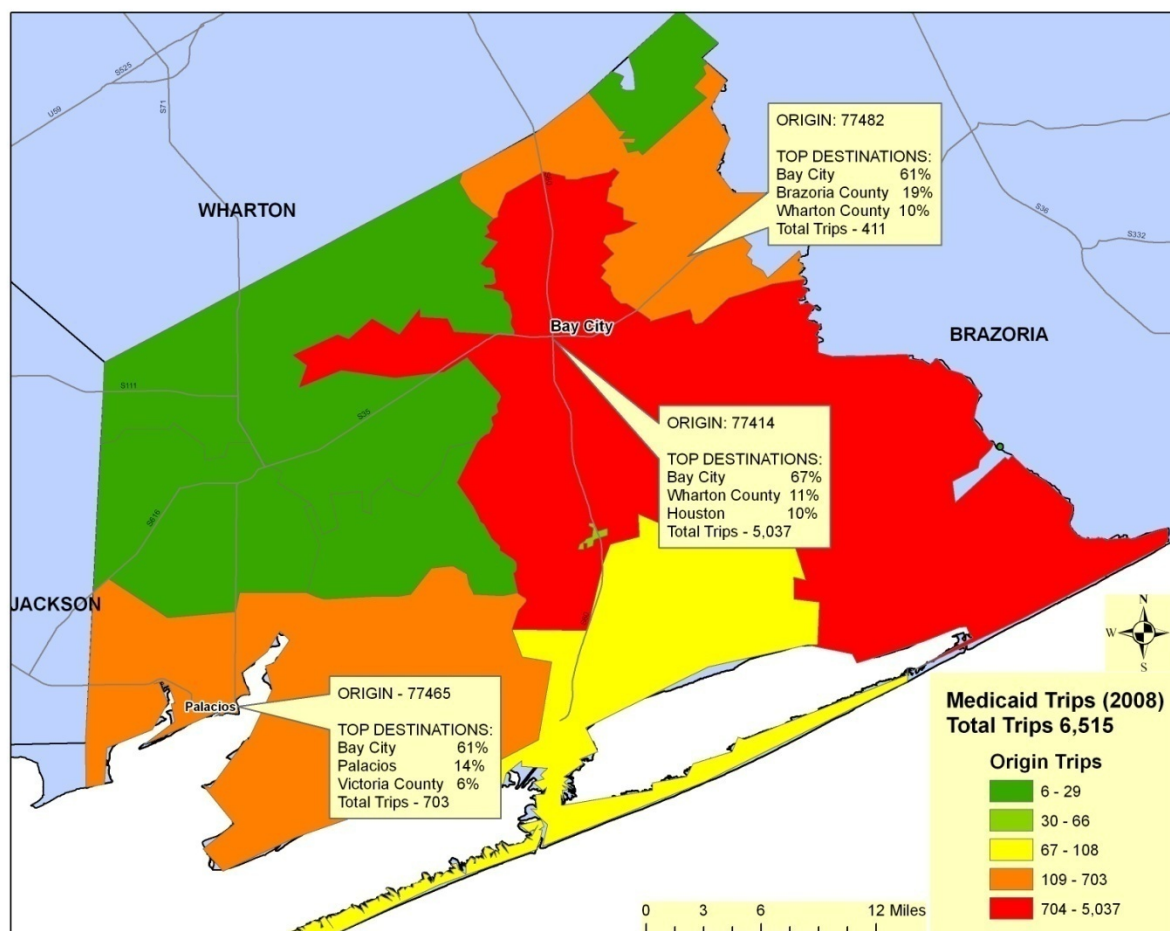 U59
S525
S71
ORIGIN: 77482
TOP DESTINATIONS:
Bay City 61%
Brazoria County 19%
Wharton County 10%
Total Trips - 411
WHARTON
S36
S332
Bay City
BRAZORIA
S111
S35
ORIGIN: 77414
TOP DESTINATIONS:
Bay City 67%
Wharton County 11%
Houston 10%
Total Trips - 5,037
S616
JACKSON
N
W
E
S
Palacios
ORIGIN - 77465
TOP DESTINATIONS:
Bay City 61%
Palacios 14%
Victoria County 6%
Total Trips - 703
Medicaid Trips (2008)
Total Trips 6,515
Origin Trips
6 - 29
30 - 66
67 - 108
109 - 703
704 - 5,037
0 3 6 12 Miles